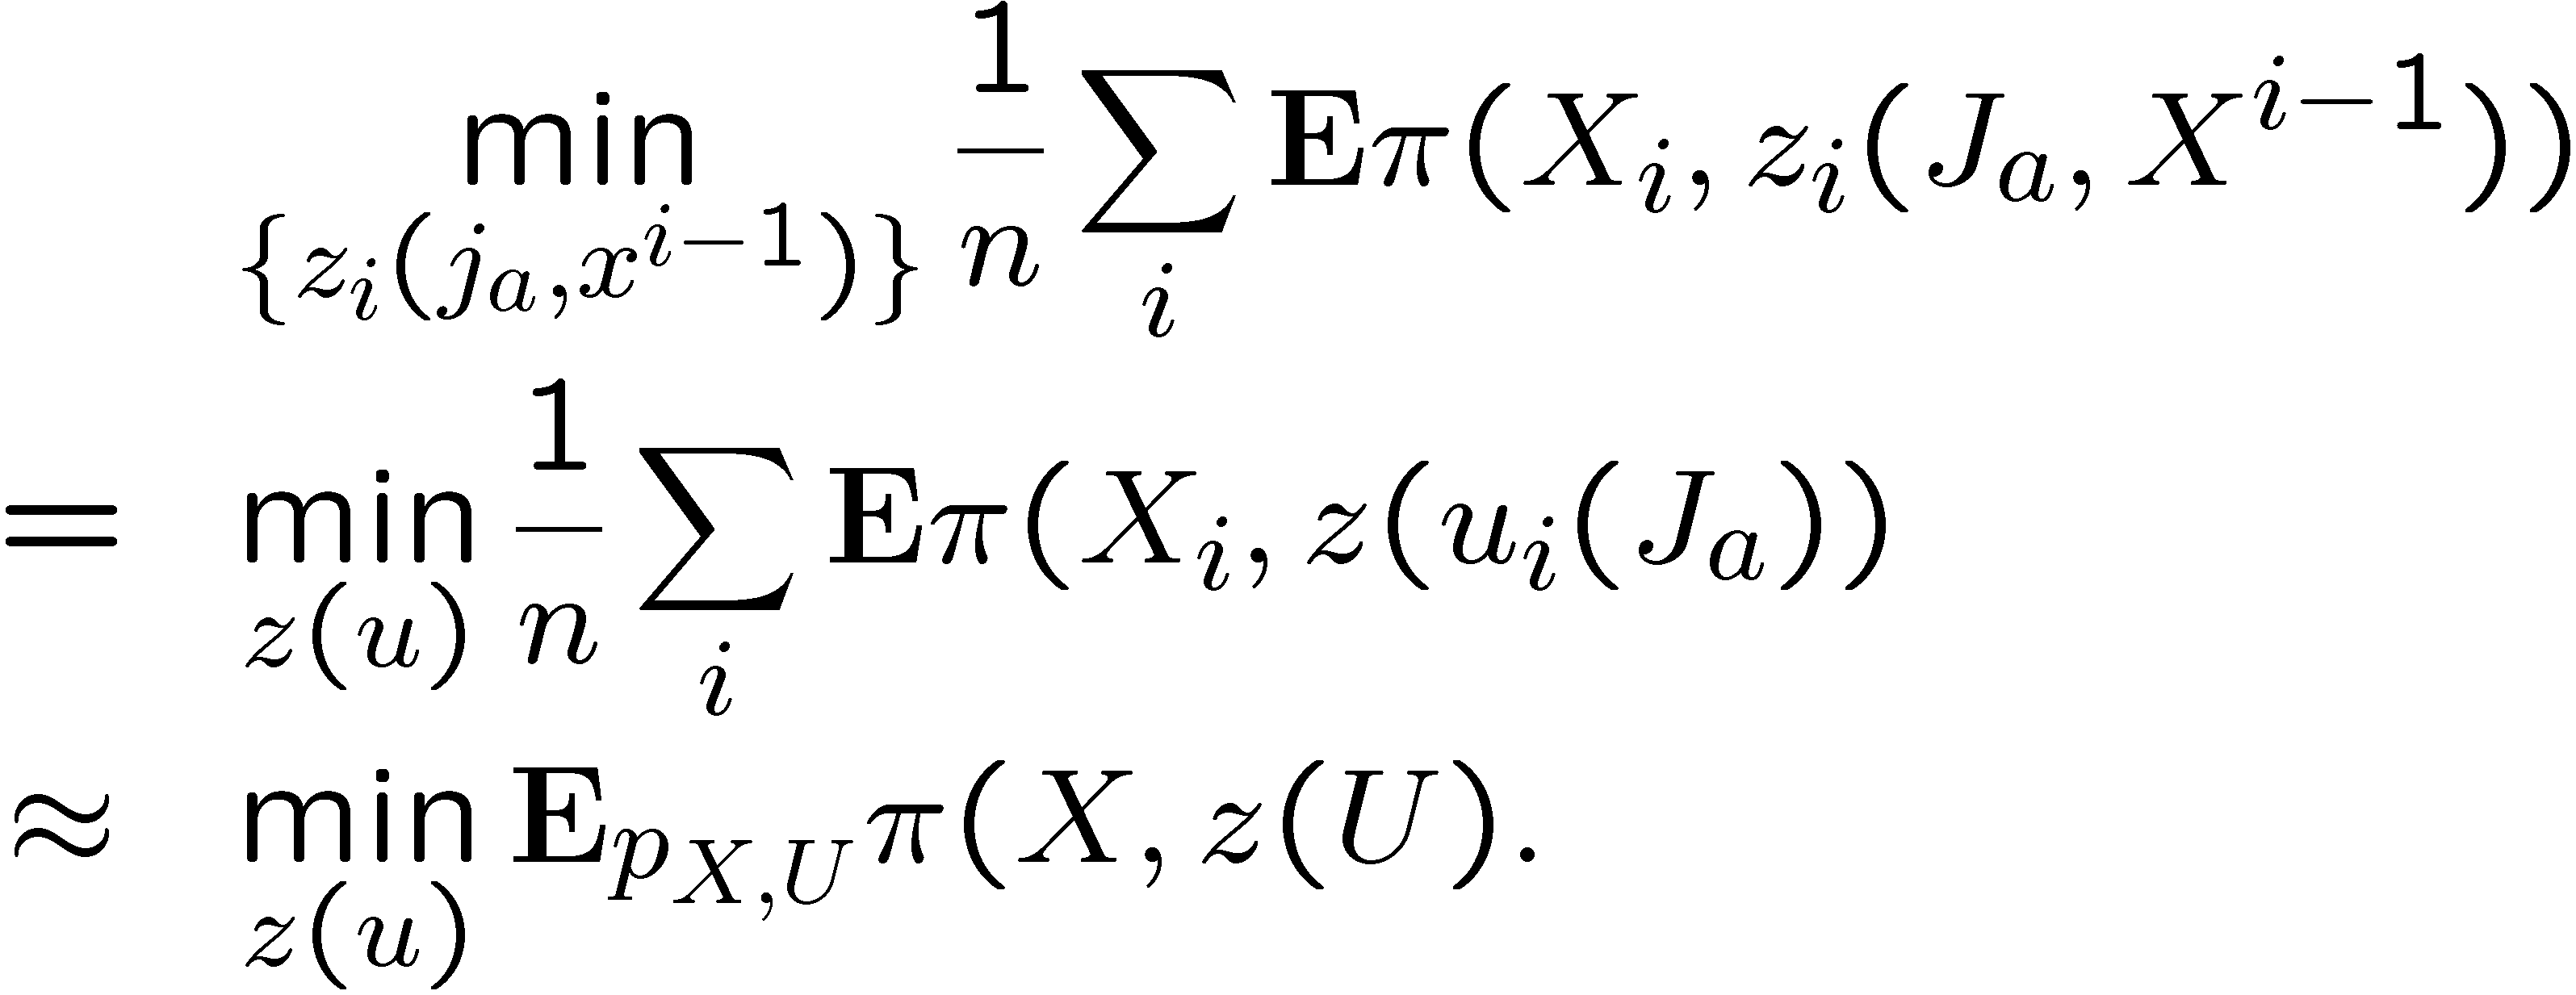 \min_{\{z_i(j_a,x^{i-1})\}} \frac{1}{n} \sum_i \mathbf{E}\pi(X_i, z_i(J_a, X^{i-1}))
= \min_{z(u)} \frac{1}{n} \sum_i \mathbf{E}\pi(X_i, z(u_i(J_a))
\approx \min_{z(u)} \mathbf{E}_{p_{X,U}} \pi(X, z(U).